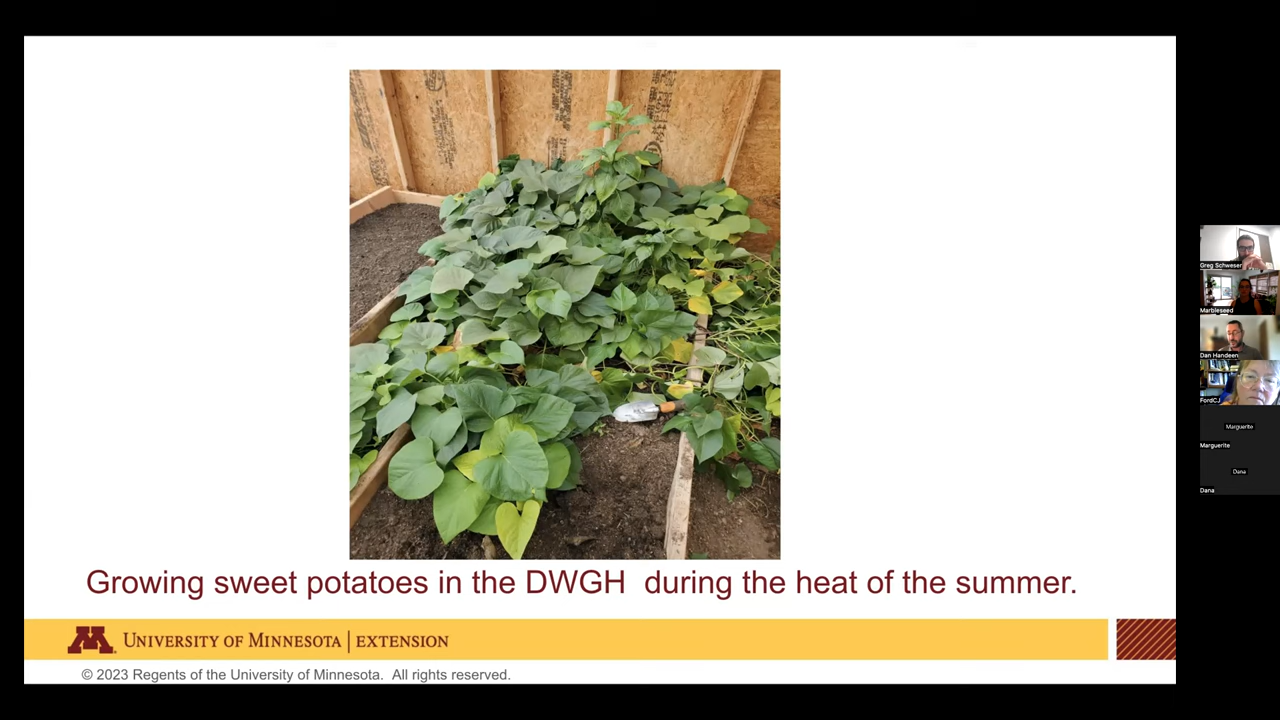 Growing sweet potatoes in the DWGH during the heat of the summer.
UNIVERSITY OF MINNESOTA | EXTENSION
© 2023 Regents of the University of Minnesota. All rights reserved.
Greg Schweser
Marbleseed
Dan Handeen
FordCJ
Marguerite
Marguerite
Dana
Dana